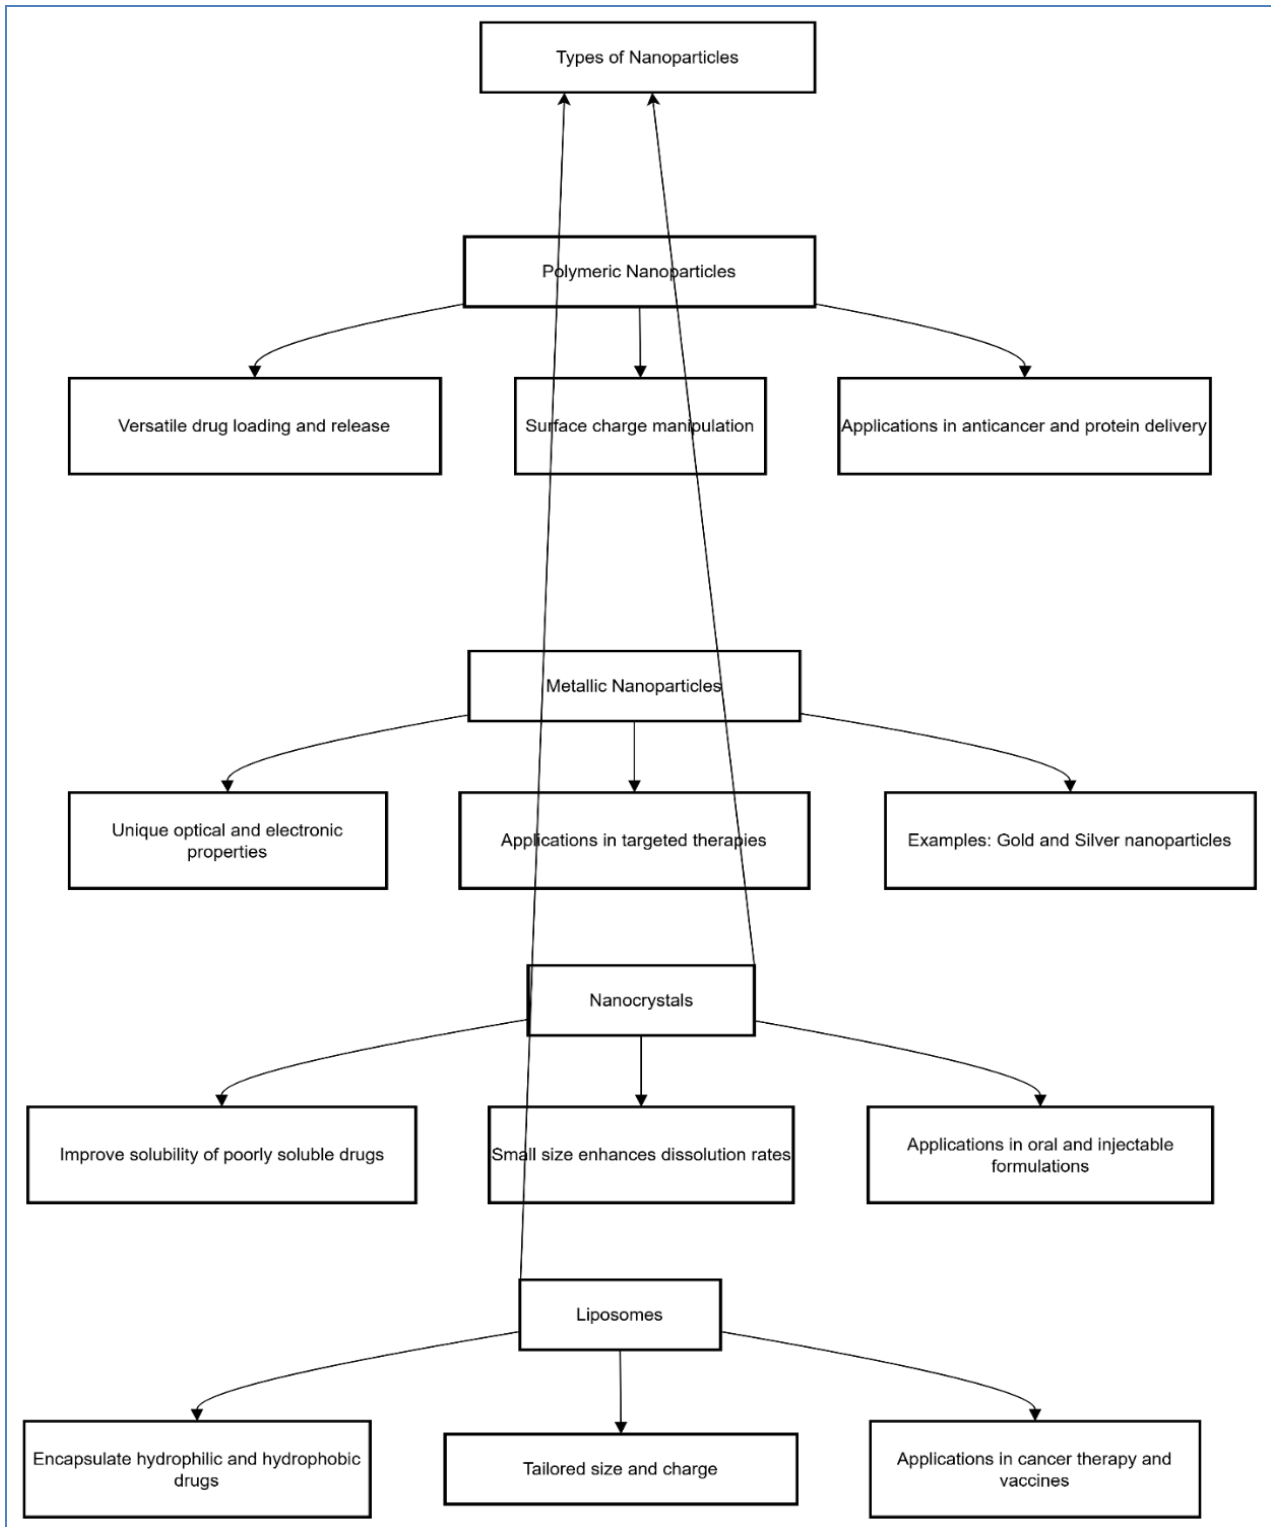 Types of Nanoparticles
Polymeric Nanoparticles
Versatile drug loading and release
Surface charge manipulation
Applications in anticancer and protein delivery
Metallic Nanoparticles
Unique optical and electronic
properties
Applications in targeted therapies
Examples: Gold and Silver nanoparticles
Nanocrystals
Improve solubility of poorly soluble drugs
Small size enhances dissolution rates
Applications in oral and injectable
formulations
Liposomes
Encapsulate hydrophilic and hydrophobic
drugs
Tailored size and charge
Applications in cancer therapy and
vaccines